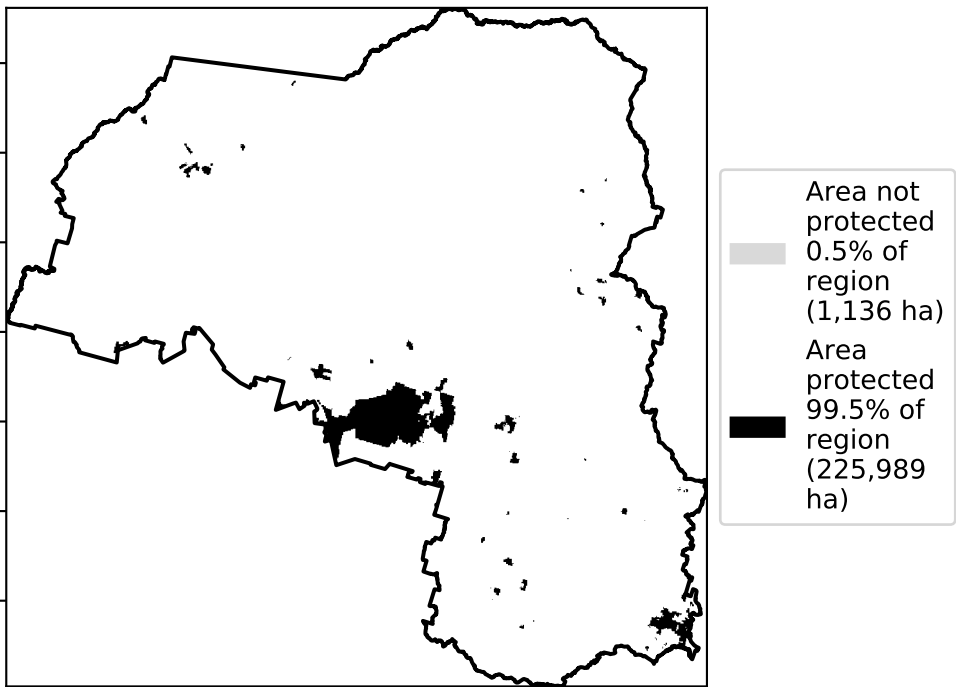 Area not
protected
0.5% of
region
(1,136 ha)
Area
protected
99.5% of
region
(225,989
ha)